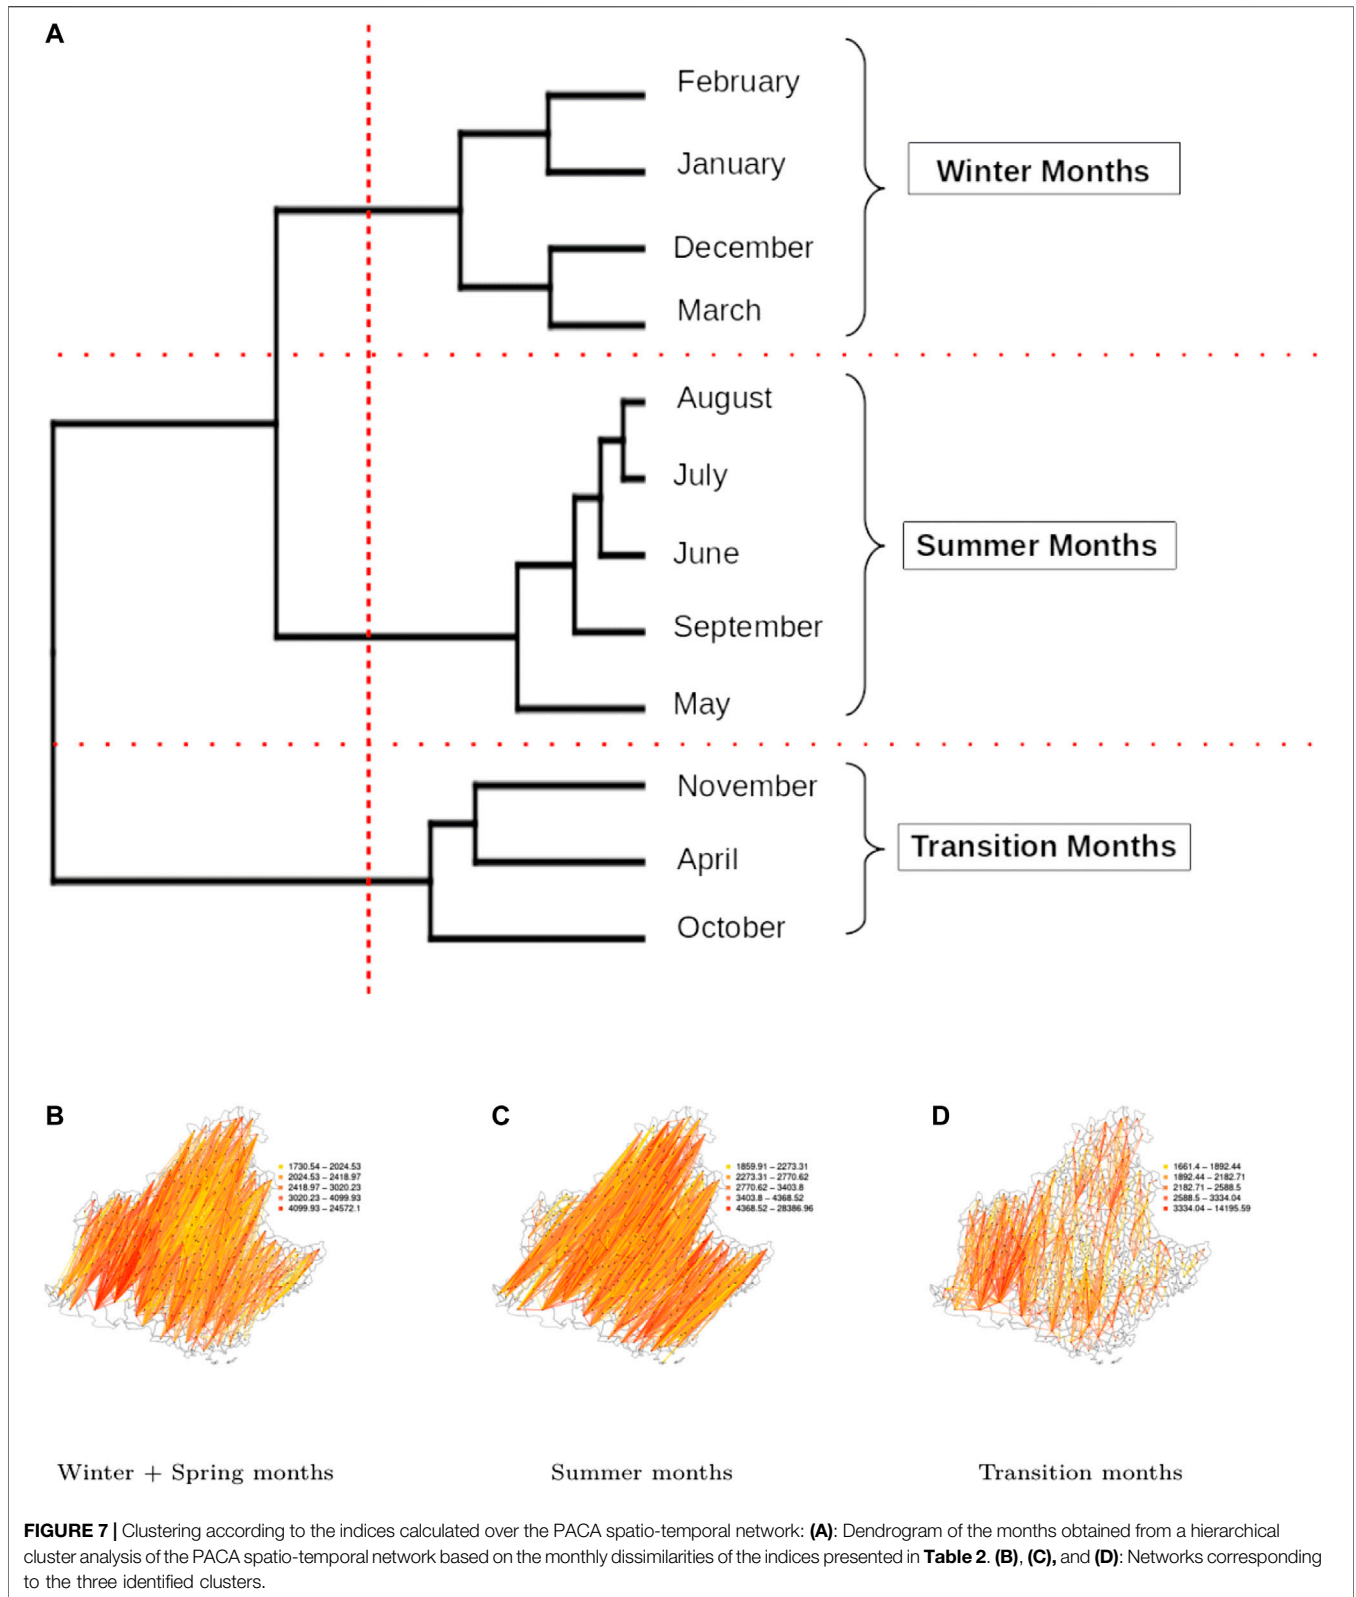 A
February
January
Winter Months
December
March
August
July
June
Summer Months
September
May
November
April
Transition Months
October
B
1730.54 – 2024.53
2024.53 – 2418.97
2418.97 – 3020.23
3020.23 – 4099.93
4099.93 – 24572.1
Winter + Spring months
C
1859.91 – 2273.31
2273.31 – 2770.62
2770.62 – 3403.8
3403.8 – 4368.52
4368.52 – 28386.96
Summer months
D
1661.4 – 1892.44
1892.44 – 2182.71
2182.71 – 2588.5
2588.5 – 3334.04
3334.04 – 14195.59
Transition months
FIGURE 7 | Clustering according to the indices calculated over the PACA spatio-temporal network: (A): Dendrogram of the months obtained from a hierarchical
cluster analysis of the PACA spatio-temporal network based on the monthly dissimilarities of the indices presented in Table 2. (B), (C), and (D): Networks corresponding
to the three identified clusters.